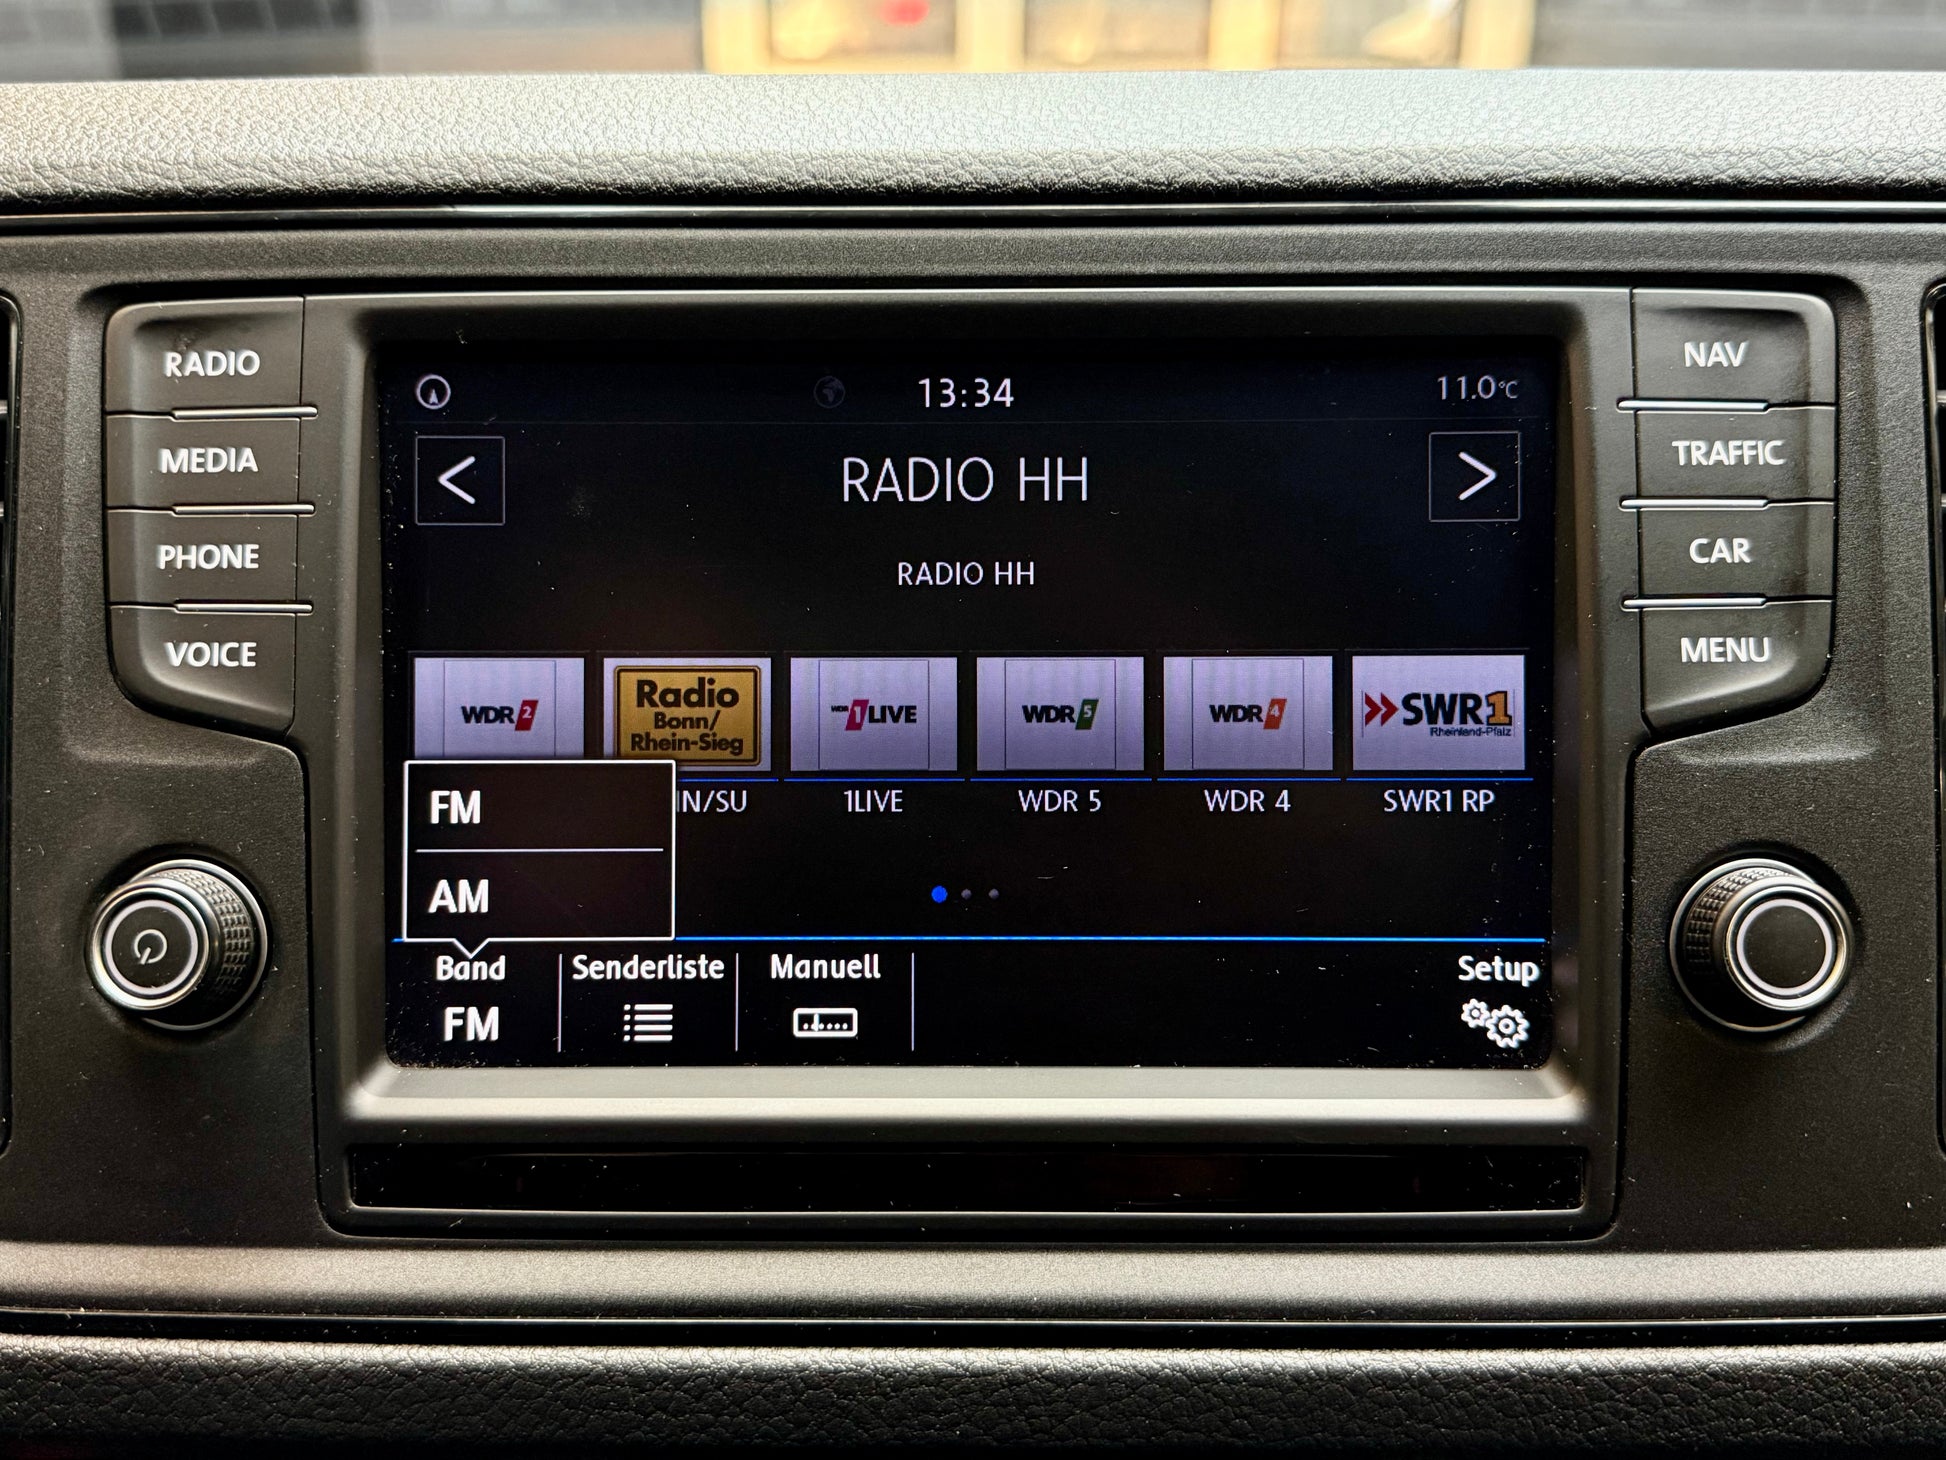 RADIO
MEDIA
PHONE
VOICE
13:34
11.0°C
<
RADIO HH
>
RADIO HH
WDR 2
Radio
Bonn/
Rhein-Sieg
WDR 1LIVE
WDR 5
WDR 4
SWR1
Rheinland-Pfalz
N/SU
1LIVE
WDR 5
WDR 4
SWR1 RP
FM
AM
Band
FM
Senderliste
Manuell
Setup
NAV
TRAFFIC
CAR
MENU